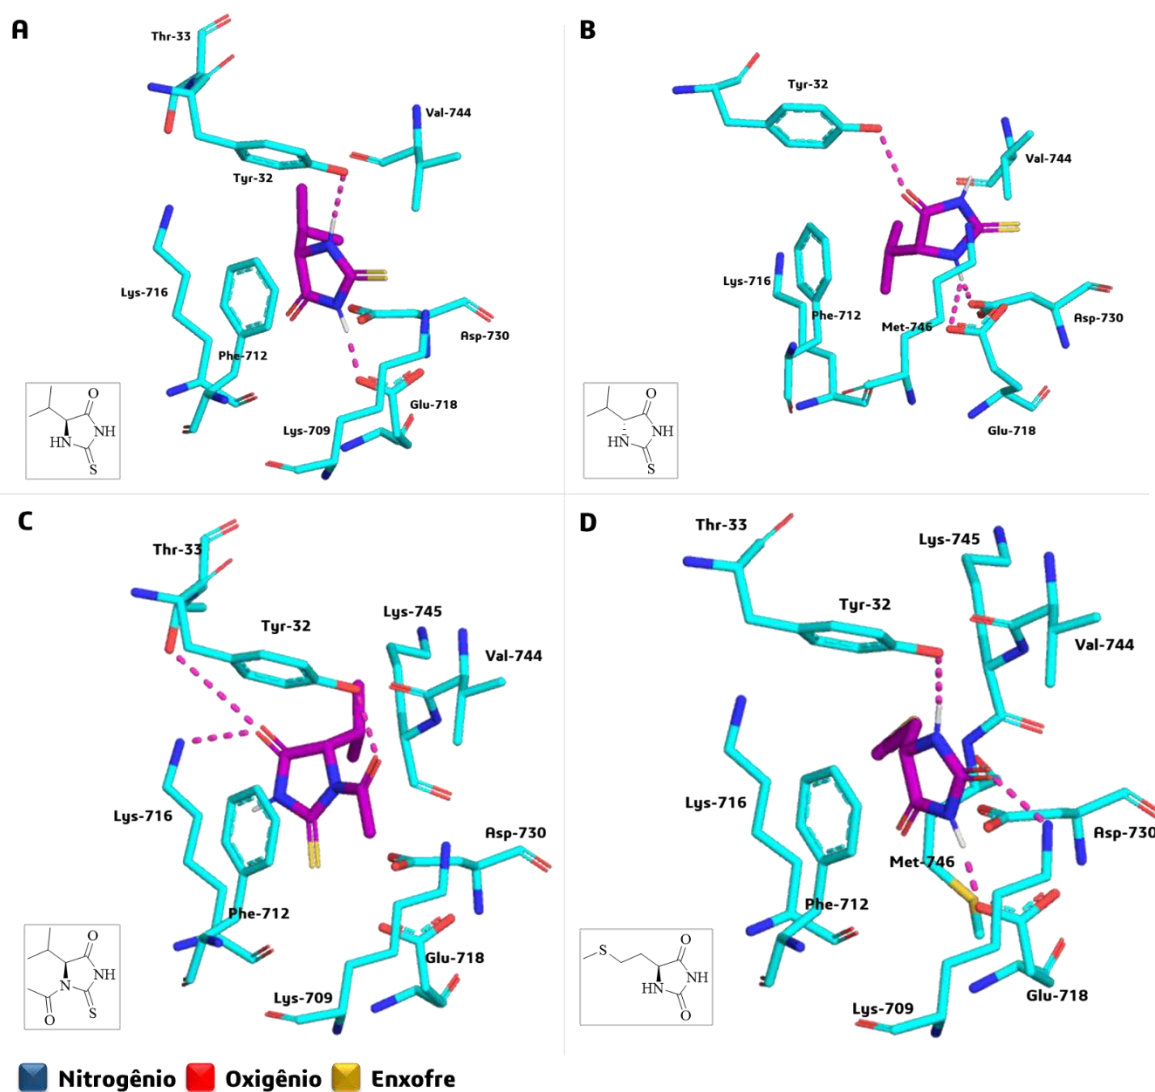 A
Thr-33
Val-744
Tyr-32
Lys-716
Phe-712
Asp-730
Glu-718
Lys-709
O
HN
NH
S
B
Tyr-32
Val-744
Lys-716
Phe-712
Met-746
Asp-730
Glu-718
O
HN
NH
S
C
Thr-33
Tyr-32
Lys-745
Val-744
Lys-716
Asp-730
Phe-712
Glu-718
Lys-709
O
N
NH
O
S
D
Thr-33
Lys-745
Tyr-32
Val-744
Lys-716
Asp-730
Met-746
Phe-712
Glu-718
Lys-709
S
O
NH
HN
O
Nitrogênio Oxigênio Enxofre